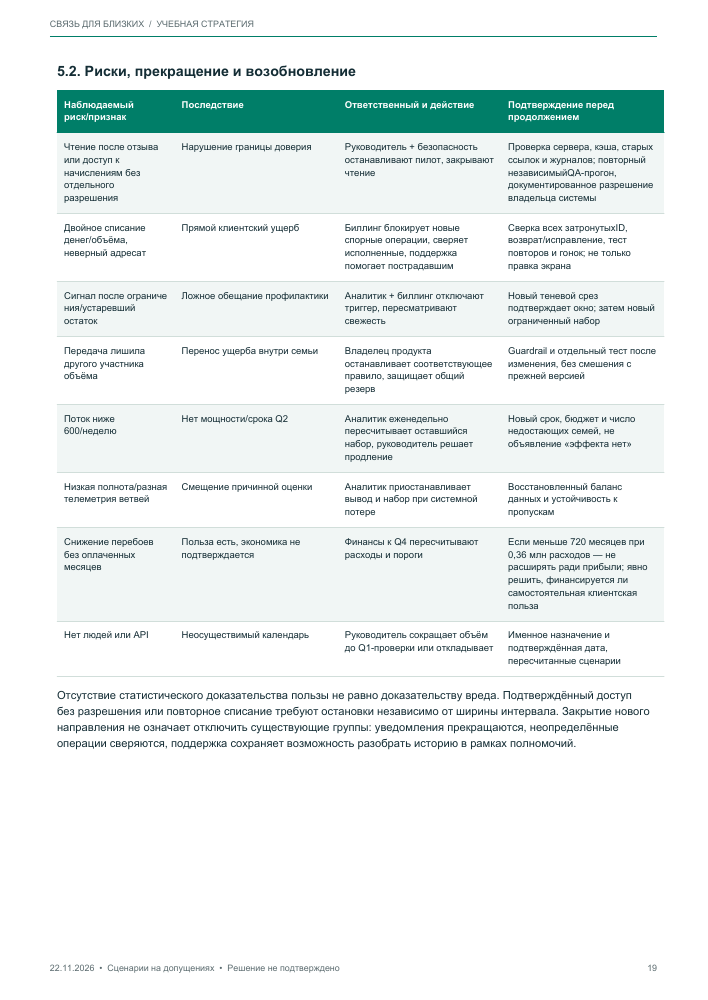 СВЯЗЬ ДЛЯ БЛИЗКИХ / УЧЕБНАЯ СТРАТЕГИЯ
5.2. Риски, прекращение и возобновление
Наблюдаемый
риск/признак
Последствие
Ответственный и действие
Подтверждение перед
продолжением
Чтение после отзыва
или доступ к
начислениям без
отдельного
разрешения
Нарушение границы доверия
Руководитель + безопасность
останавливают пилот, закрывают
чтение
Проверка сервера, кэша, старых
ссылок и журналов; повторный
независимыйQA-прогон,
документированное разрешение
владельца системы
Двойное списание
денег/объёма,
неверный адресат
Прямой клиентский ущерб
Биллинг блокирует новые
спорные операции, сверяет
исполненные, поддержка
помогает пострадавшим
Сверка всех затронутыхID,
возврат/исправление, тест
повторов и гонок; не только
правка экрана
Сигнал после ограниче
ния/устаревший
остаток
Ложное обещание профилактики
Аналитик + биллинг отключают
триггер, пересматривают
свежесть
Новый теневой срез
подтверждает окно; затем новый
ограниченный набор
Передача лишила
другого участника
объёма
Перенос ущерба внутри семьи
Владелец продукта
останавливает соответствующее
правило, защищает общий
резерв
Guardrail и отдельный тест после
изменения, без смешения с
прежней версией
Поток ниже
600/неделю
Нет мощности/срока Q2
Аналитик еженедельно
пересчитывает оставшийся
набор, руководитель решает
продление
Новый срок, бюджет и число
недостающих семей, не
объявление «эффекта нет»
Низкая полнота/разная
телеметрия ветвей
Смещение причинной оценки
Аналитик приостанавливает
вывод и набор при системной
потере
Восстановленный баланс
данных и устойчивость к
пропускам
Снижение перебоев
без оплаченных
месяцев
Польза есть, экономика не
подтверждается
Финансы к Q4 пересчитывают
расходы и пороги
Если меньше 720 месяцев при
0,36 млн расходов — не
расширять ради прибыли; явно
решить, финансируется ли
самостоятельная клиентская
польза
Нет людей или API
Неосуществимый календарь
Руководитель сокращает объём
до Q1-проверки или откладывает
Именное назначение и
подтверждённая дата,
пересчитанные сценарии
Отсутствие статистического доказательства пользы не равно доказательству вреда. Подтверждённый доступ
без разрешения или повторное списание требуют остановки независимо от ширины интервала. Закрытие нового
направления не означает отключить существующие группы: уведомления прекращаются, неопределённые
операции сверяются, поддержка сохраняет возможность разобрать историю в рамках полномочий.
22.11.2026 • Сценарии на допущениях • Решение не подтверждено
19